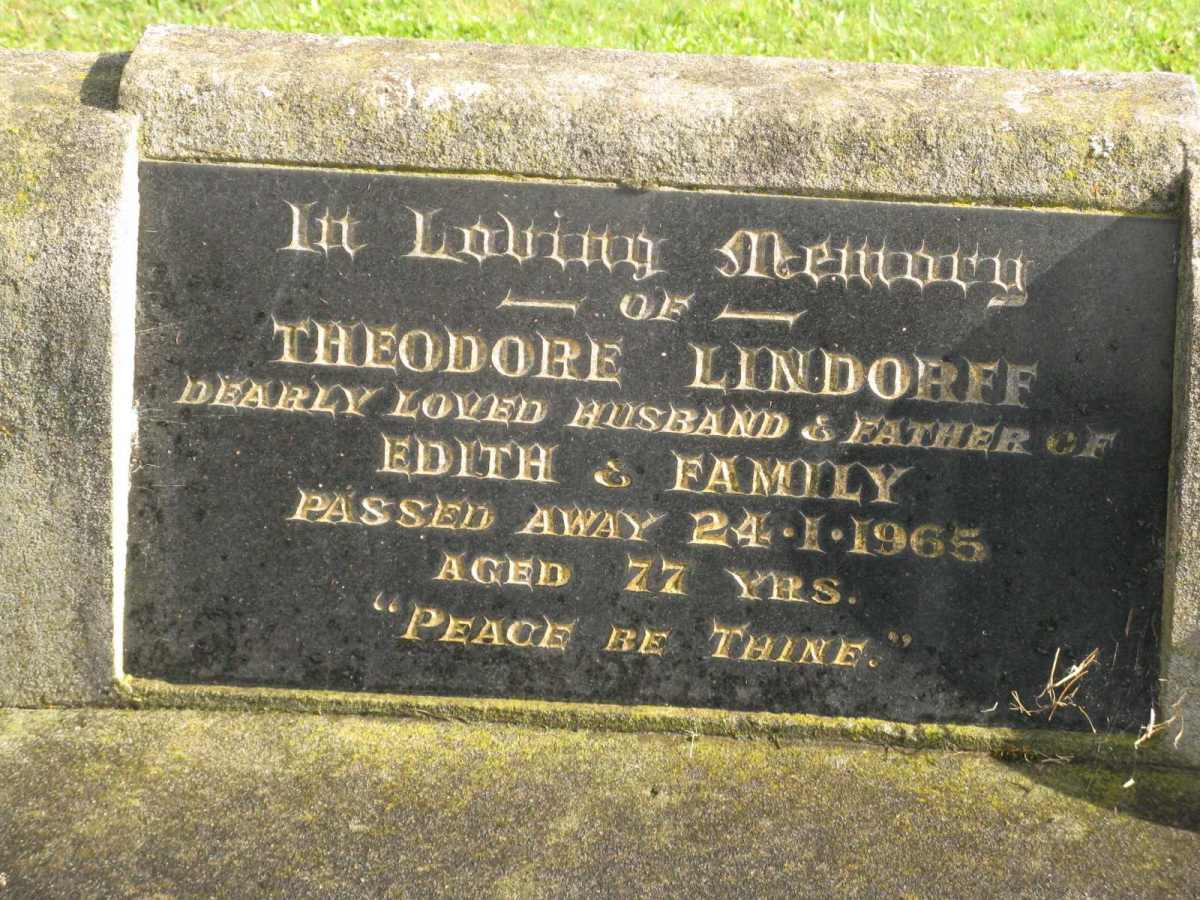 In Loving Memory
— OF —
THEODORE LINDORFF
DEARLY LOVED HUSBAND & FATHER OF
EDITH & FAMILY
PASSED AWAY 24·1·1965
AGED 77 YRS.
"PEACE BE THINE."